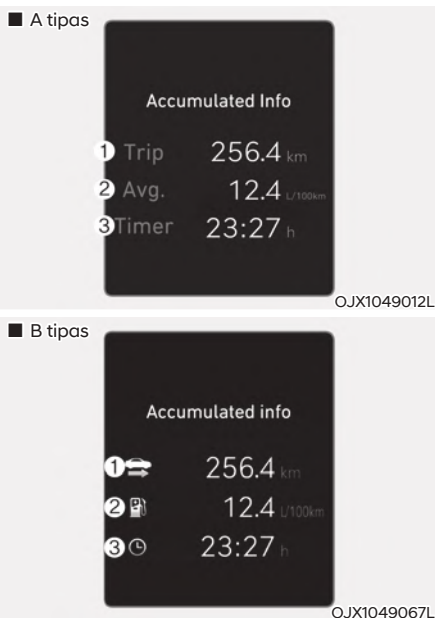 ■ A tipas
Accumulated Info
① Trip 256.4 km
② Avg. 12.4 L/100km
③ Timer 23:27 h
OJX1049012L
■ B tipas
Accumulated info
① 256.4 km
② 12.4 L/100km
③ 23:27 h
OJX1049067L